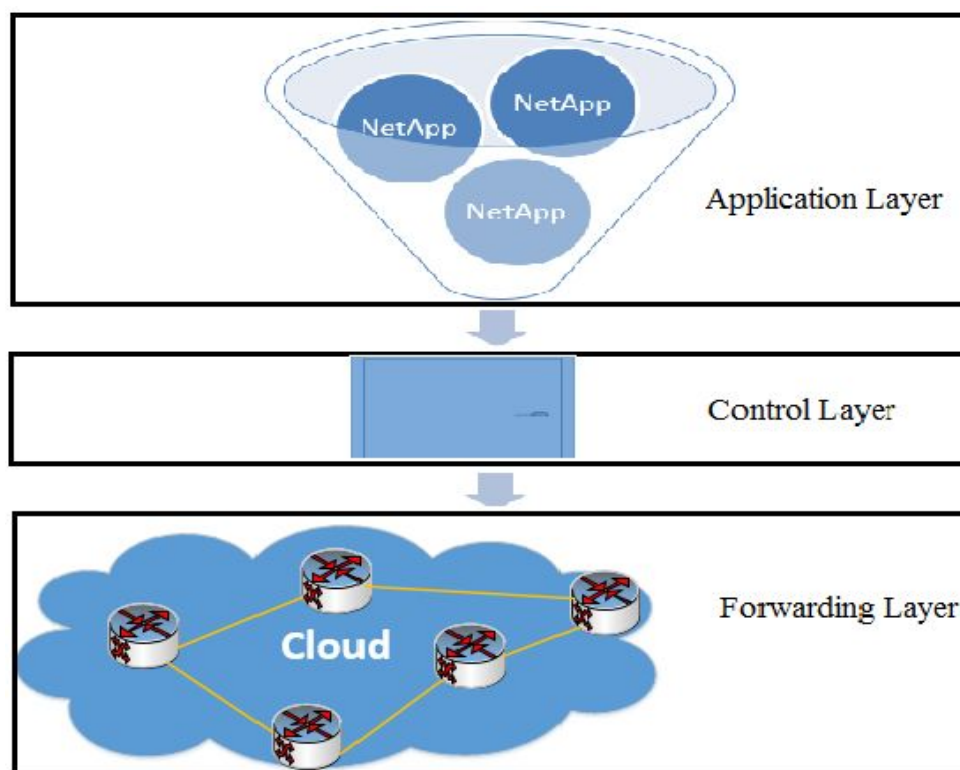 NetApp
NetApp
NetApp
Application Layer
Control Layer
Forwarding Layer
Cloud